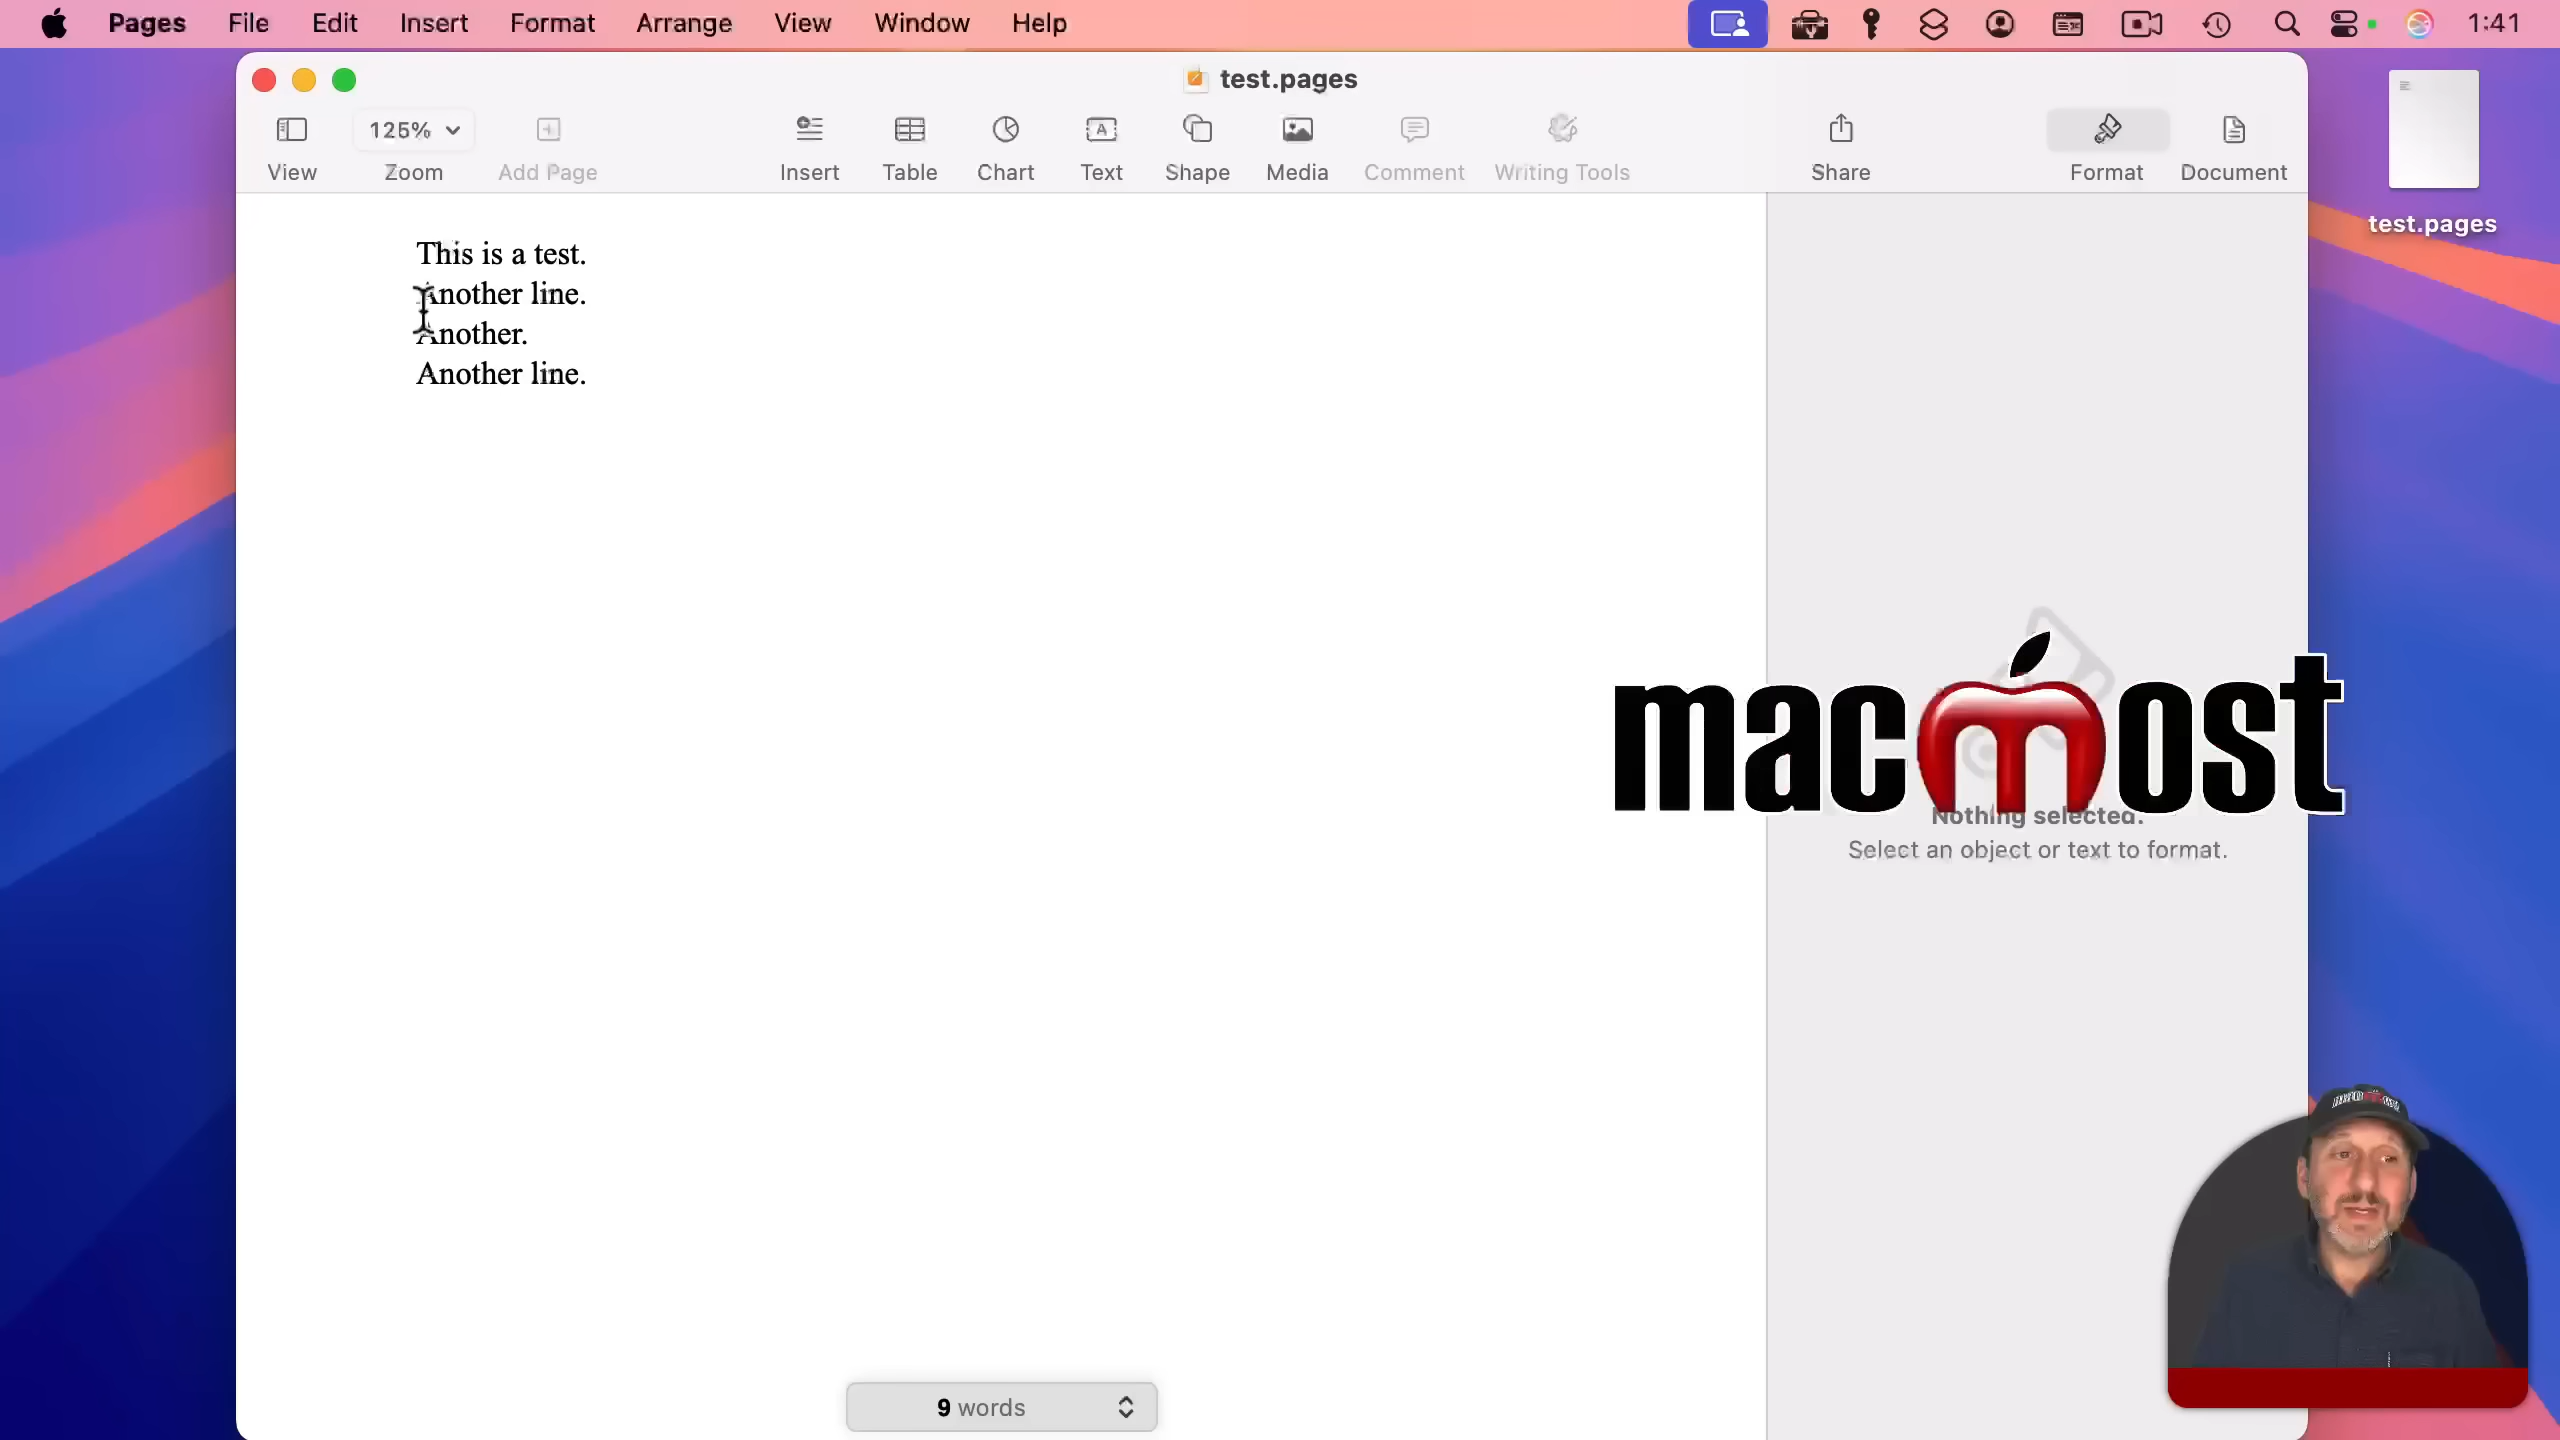 Pages File Edit Insert Format Arrange View Window Help 1:41
test.pages
125%
View Zoom Add Page Insert Table Chart Text Shape Media Comment Writing Tools Share Format Document
test.pages
This is a test.
Another line.
Another.
Another line.
macmost
Nothing selected.
Select an object or text to format.
9 words